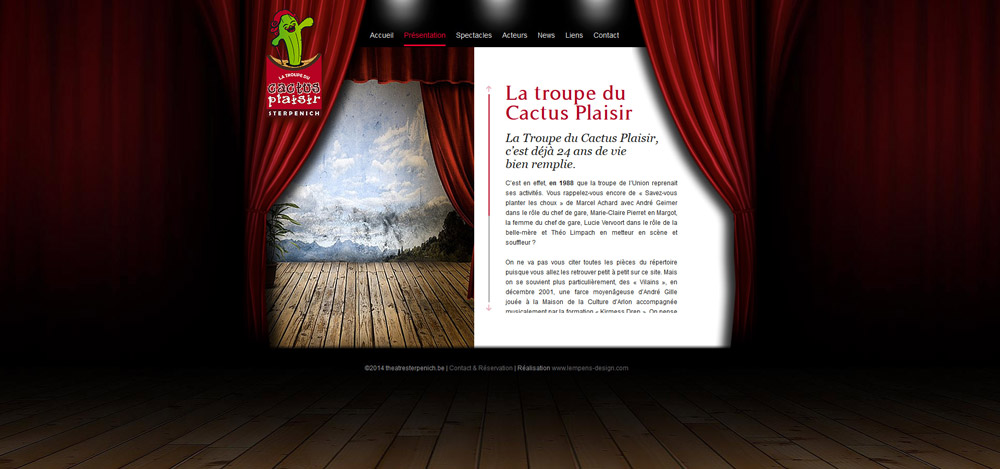 LA TROUPE DU
cactus
plaisir
STERPENICH
Accueil Présentation Spectacles Acteurs News Liens Contact
La troupe du
Cactus Plaisir
La Troupe du Cactus Plaisir,
c'est déjà 24 ans de vie
bien remplie.
C'est en effet, en 1988 que la troupe de l'Union reprenait
ses activités. Vous rappelez-vous encore de « Savez-vous
planter les choux » de Marcel Achard avec André Geimer
dans le rôle du chef de gare, Marie-Claire Pierret en Margot,
la femme du chef de gare, Lucie Vervoort dans le rôle de la
belle-mère et Théo Limpach en metteur en scène et
souffleur ?
On ne va pas vous citer toutes les pièces du répertoire
puisque vous allez les retrouver petit à petit sur ce site. Mais
on se souvient plus particulièrement, des « Vilains », en
décembre 2001, une farce moyenâgeuse d'André Gille
jouée à la Maison de la Culture d'Arlon accompagnée
musicalement par la formation « Kirmess Dren ». On pense
©2014 theatresterpenich.be | Contact & Réservation | Réalisation www.lempens-design.com